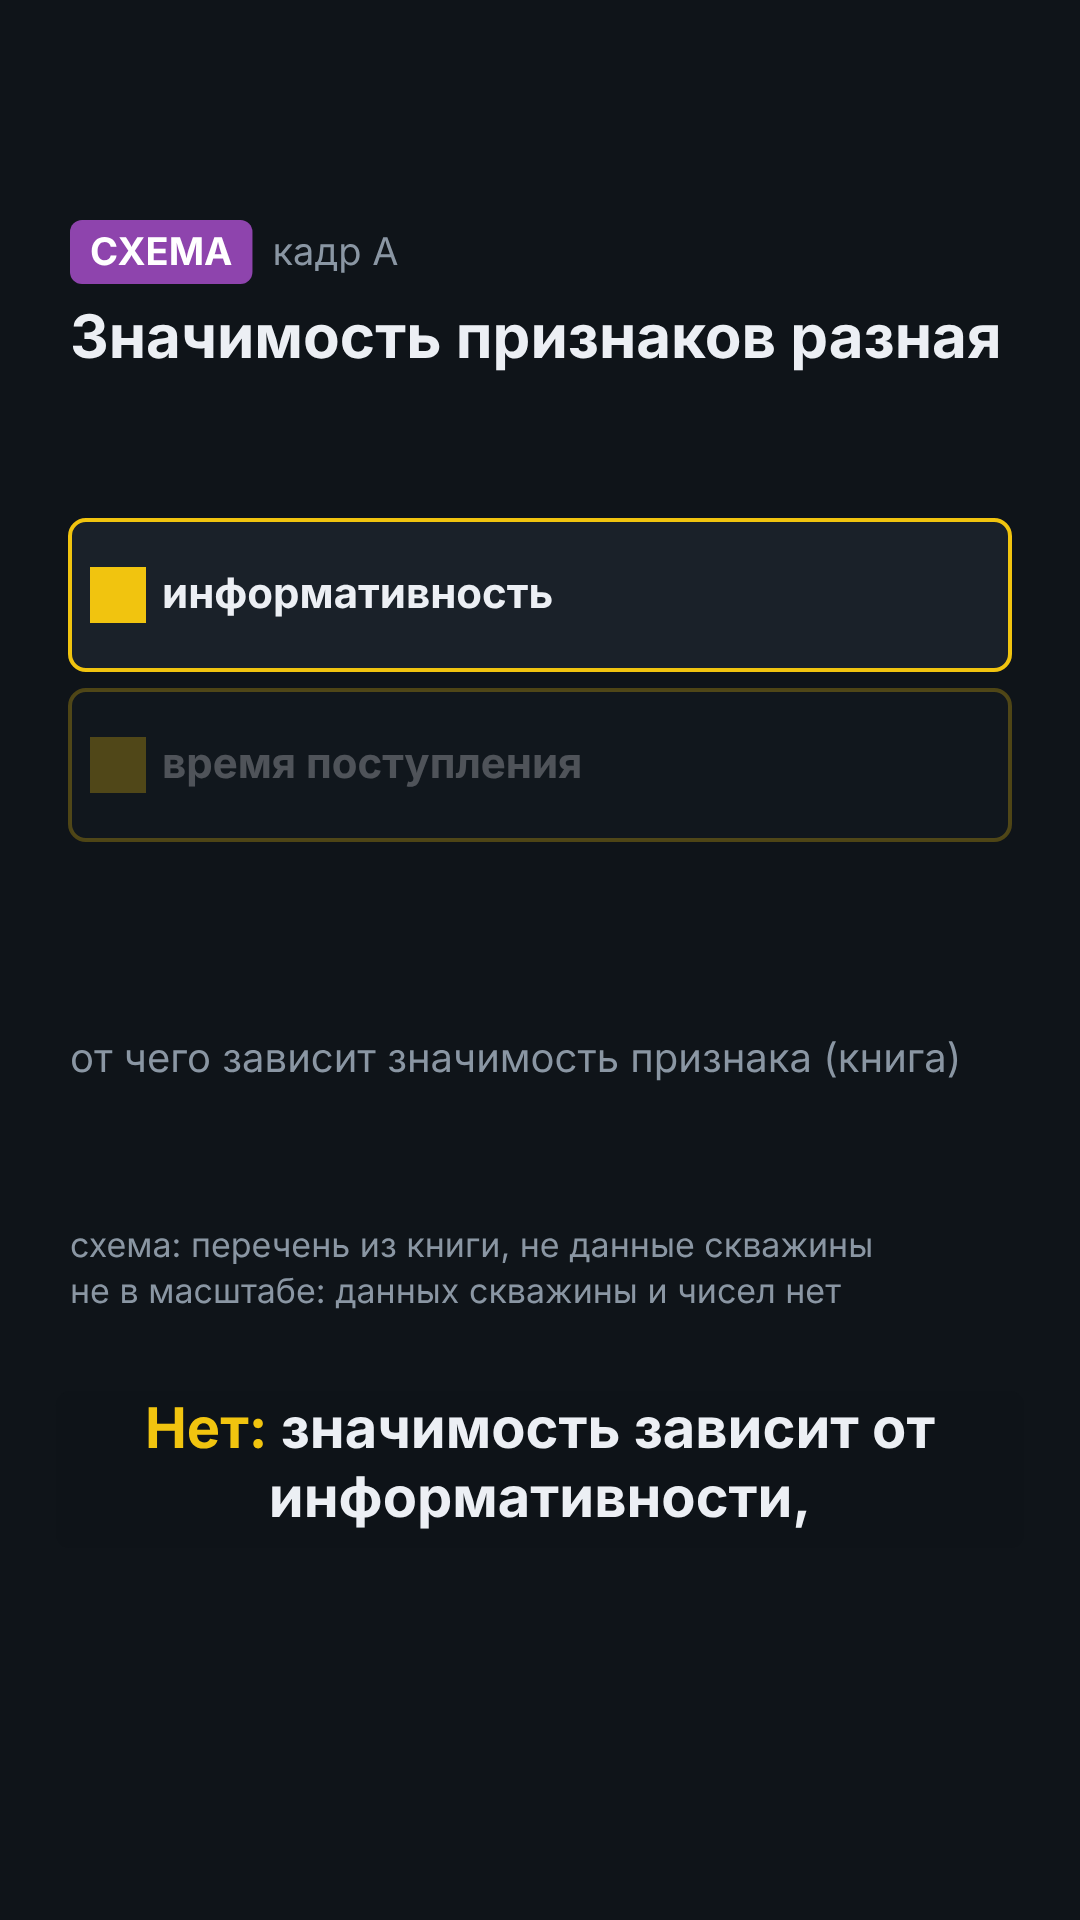 СХЕМА кадр А
Значимость признаков разная
информативность
время поступления
от чего зависит значимость признака (книга)
схема: перечень из книги, не данные скважины
не в масштабе: данных скважины и чисел нет
Нет: значимость зависит от
информативности,